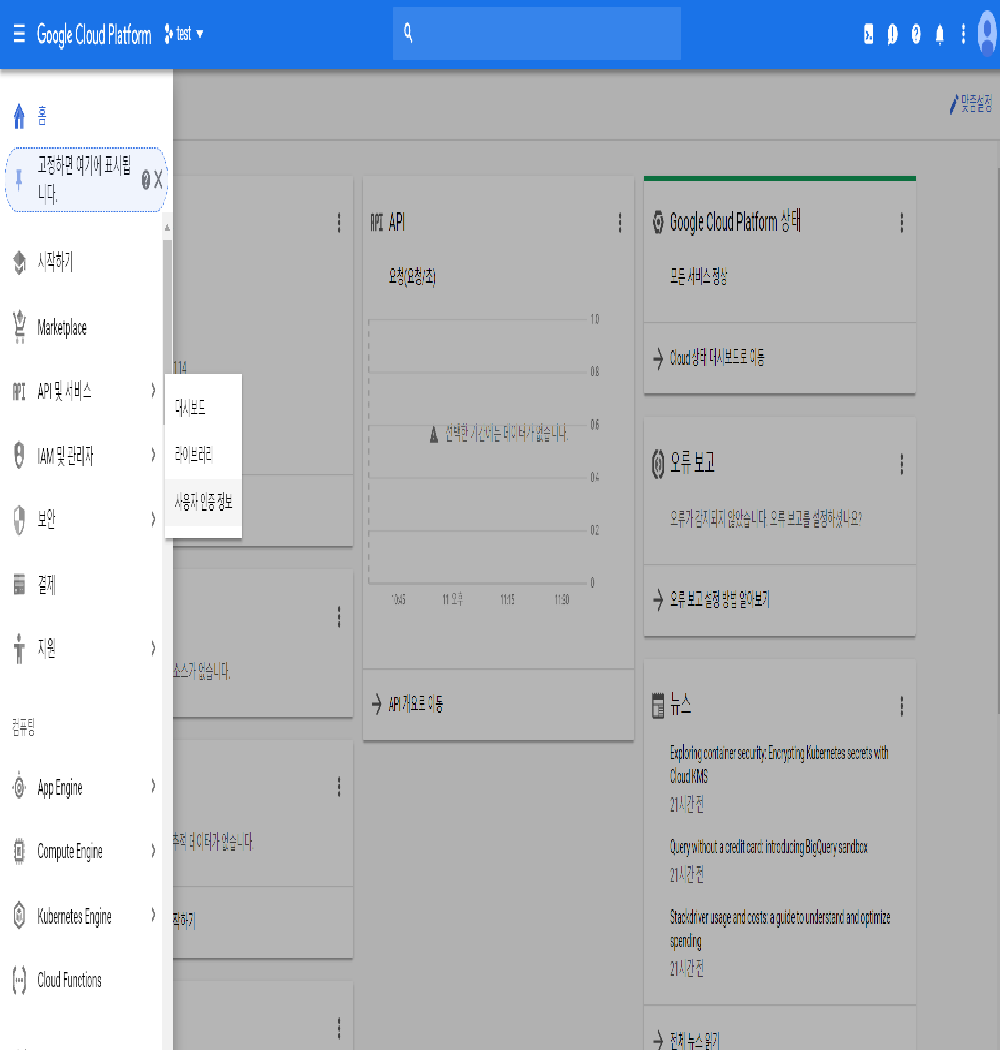 Google Cloud Platform test
홈
고정하면 여기에 표시됩
니다.
시작하기
Marketplace
API 및 서비스
IAM 및 관리자
보안
결제
지원
컴퓨팅
App Engine
Compute Engine
Kubernetes Engine
Cloud Functions
대시보드
라이브러리
사용자 인증 정보
맞춤설정
114
소스가 없습니다.
추적 데이터가 없습니다.
작하기
API API
요청(요청/초)
1.0
0.8
0.6
0.4
0.2
0
선택한 기간에는 데이터가 없습니다.
10:45 11 오후 11:15 11:30
API 개요로 이동
Google Cloud Platform 상태
모든 서비스 정상
Cloud 상태 대시보드로 이동
오류 보고
오류가 감지되지 않았습니다. 오류 보고를 설정하셨나요?
오류 보고 설정 방법 알아보기
뉴스
Exploring container security: Encrypting Kubernetes secrets with
Cloud KMS
21시간 전
Query without a credit card: introducing BigQuery sandbox
21시간 전
Stackdriver usage and costs: a guide to understand and optimize
spending
21시간 전
전체 뉴스 읽기